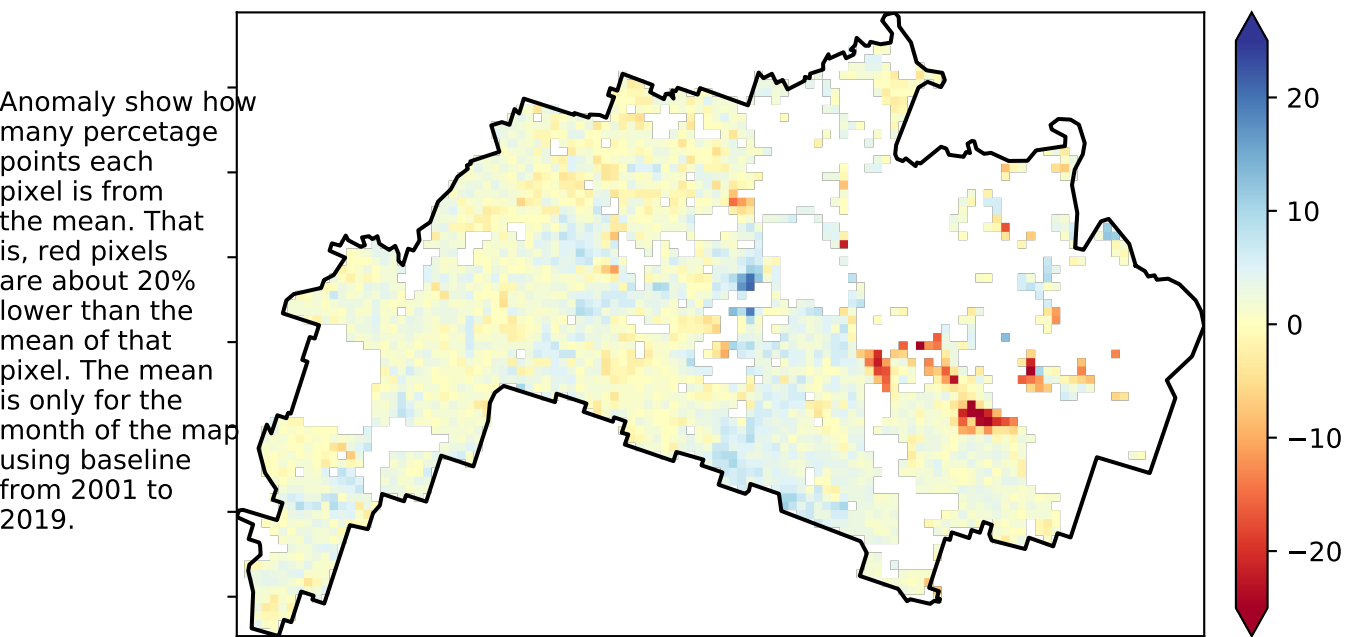 Anomaly show how
many percetage
points each
pixel is from
the mean. That
is, red pixels
are about 20%
lower than the
mean of that
pixel. The mean
is only for the
month of the map
using baseline
from 2001 to
2019.
20
10
0
−10
−20